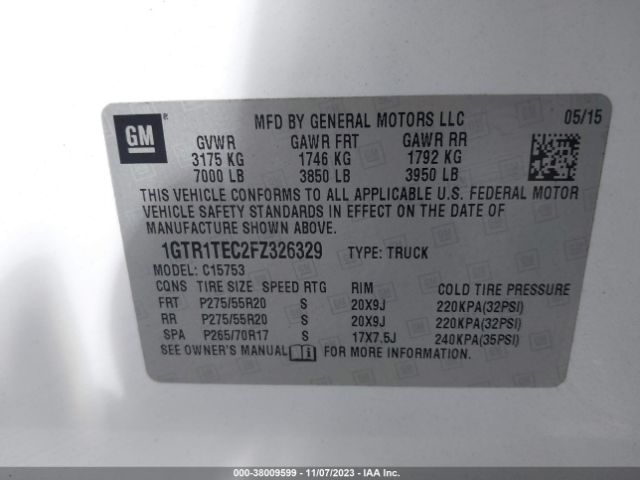 GM
MFD BY GENERAL MOTORS LLC 05/15
GVWR GAWR FRT GAWR RR
3175 KG 1746 KG 1792 KG
7000 LB 3850 LB 3950 LB
THIS VEHICLE CONFORMS TO ALL APPLICABLE U.S. FEDERAL MOTOR
VEHICLE SAFETY STANDARDS IN EFFECT ON THE DATE OF
MANUFACTURE SHOWN ABOVE.
1GTR1TEC2FZ326329 TYPE: TRUCK
MODEL: C15753
CQNS TIRE SIZE SPEED RTG RIM COLD TIRE PRESSURE
FRT P275/55R20 S 20X9J 220KPA(32PSI)
RR P275/55R20 S 20X9J 220KPA(32PSI)
SPA P265/70R17 S 17X7.5J 240KPA(35PSI)
SEE OWNER'S MANUAL FOR MORE INFORMATION.
000-38009599 - 11/07/2023 - IAA Inc.